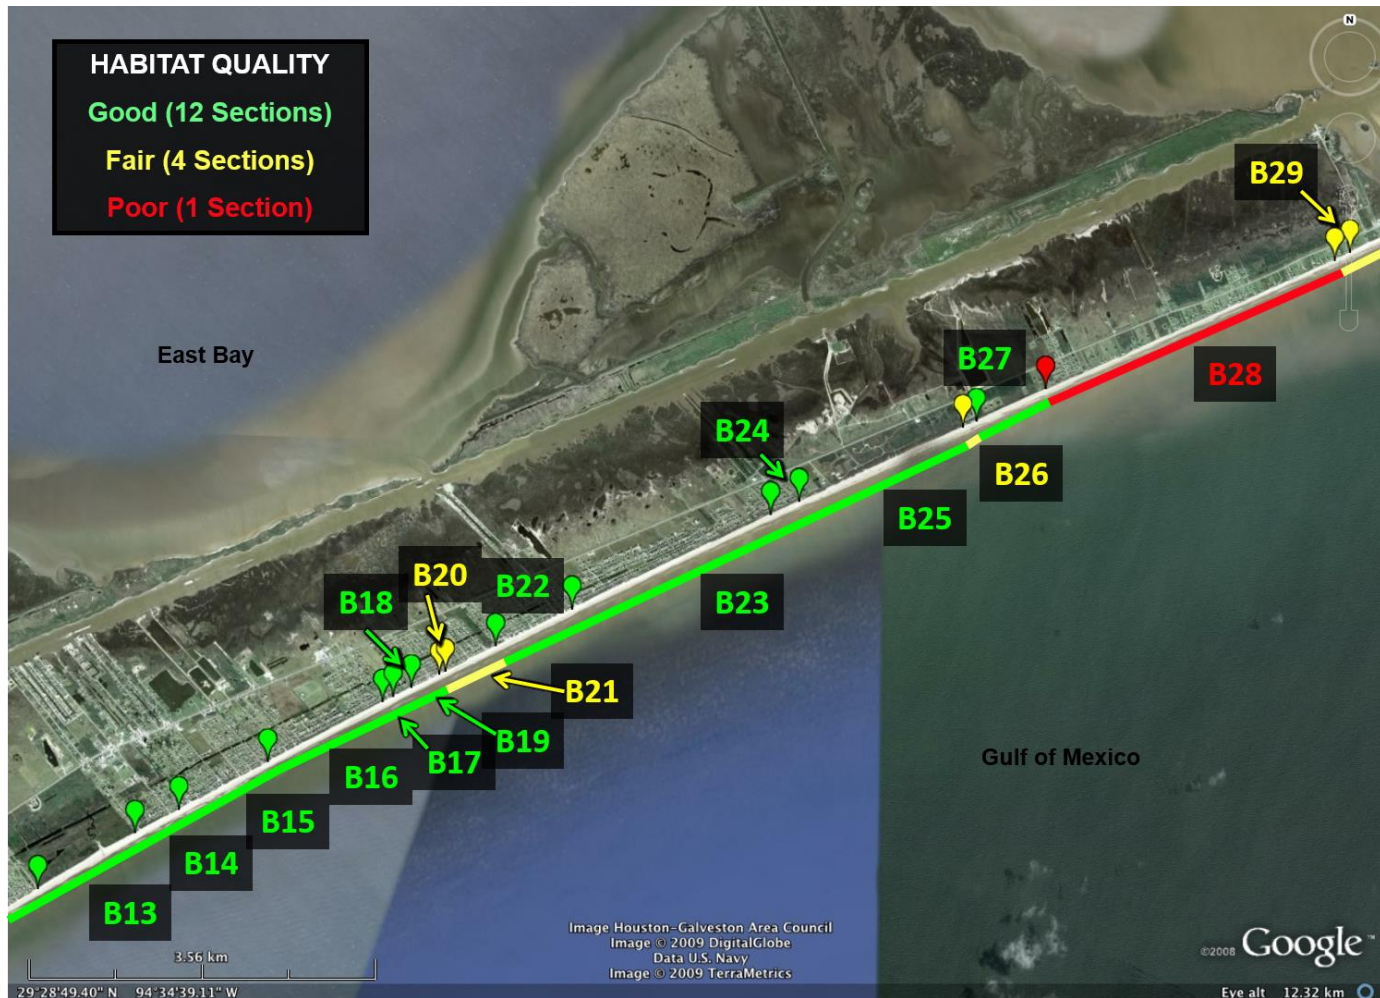 HABITAT QUALITY
Good (12 Sections)
Fair (4 Sections)
Poor (1 Section)
N
B29
East Bay
B27
B28
B24
B26
B25
B20
B22
B18
B23
B21
B19
B17
B16
Gulf of Mexico
B15
B14
B13
Image Houston-Galveston Area Council
Image © 2009 DigitalGlobe
Data U.S. Navy
Image © 2009 TerraMetrics
©2008 Google™
3.56 km
29°28'49.40" N 94°34'39.11" W
Eye alt 12.32 km